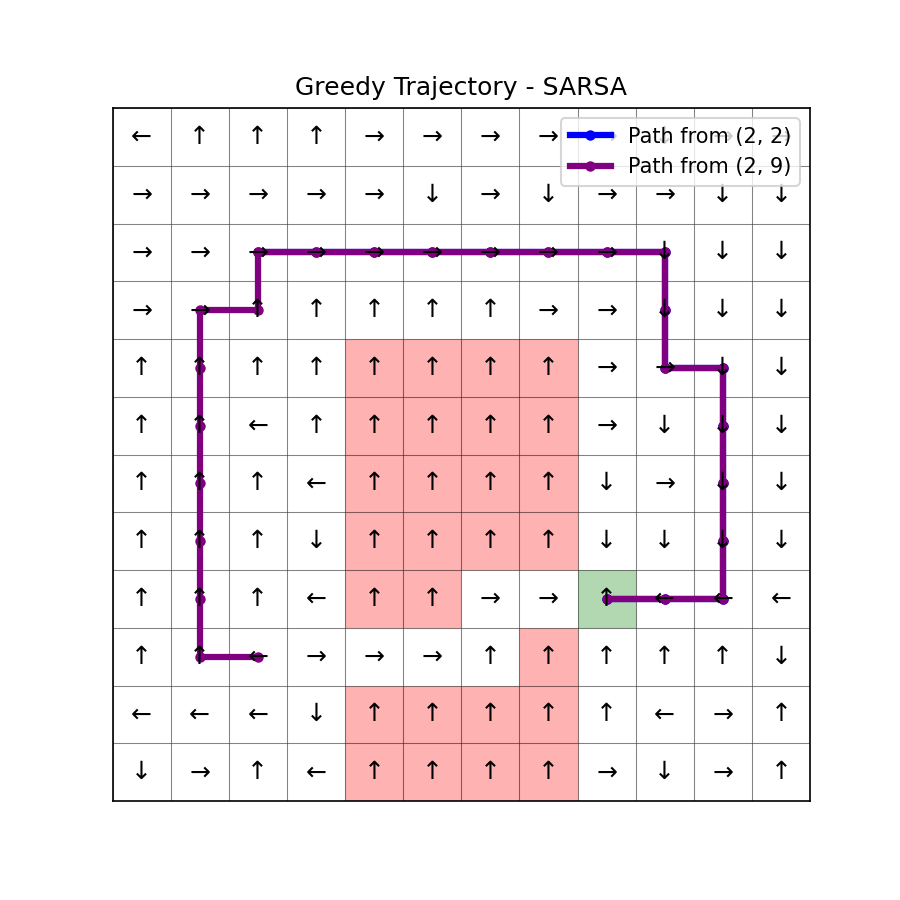 Greedy Trajectory - SARSA
Path from (2, 2)
Path from (2, 9)